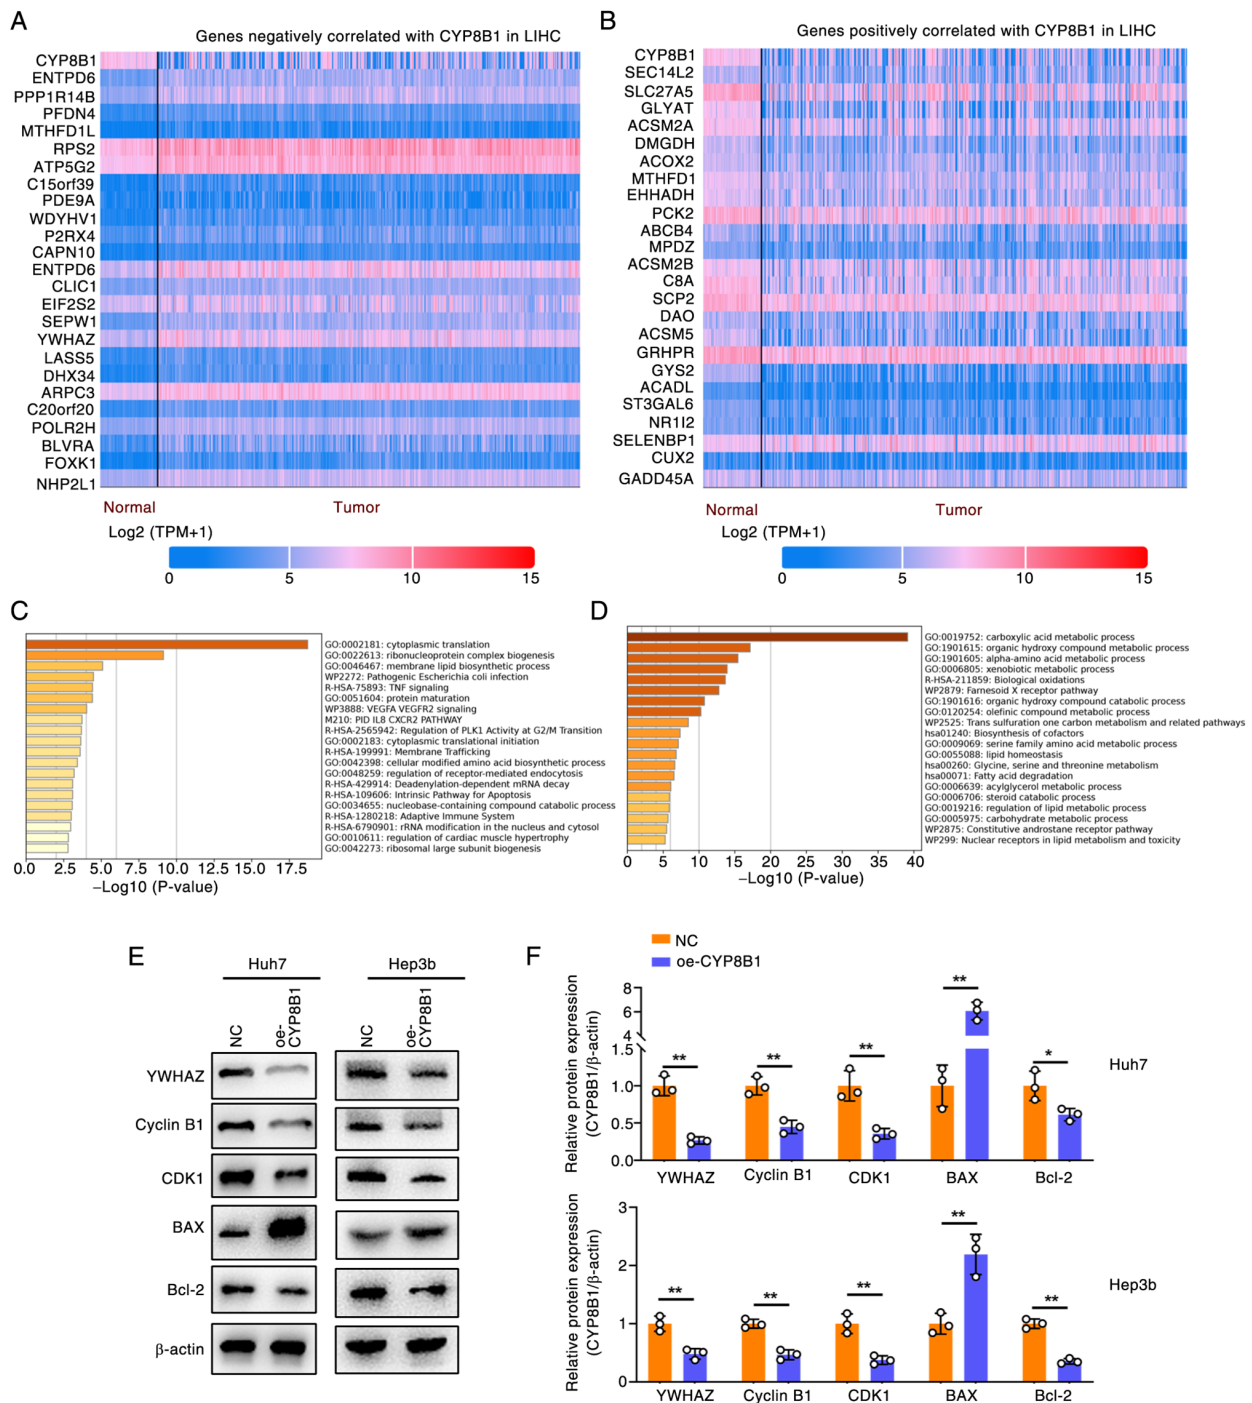 A
Genes negatively correlated with CYP8B1 in LIHC
CYP8B1
ENTPD6
PPP1R14B
PFDN4
MTHFD1L
RPS2
ATP5G2
C15orf39
PDE9A
WDYHV1
P2RX4
CAPN10
ENTPD6
CLIC1
EIF2S2
SEPW1
YWHAZ
LASS5
DHX34
ARPC3
C20orf20
POLR2H
BLVRA
FOXK1
NHP2L1
Normal Tumor
Log2 (TPM+1)
0 5 10 15
B
Genes positively correlated with CYP8B1 in LIHC
CYP8B1
SEC14L2
SLC27A5
GLYAT
ACSM2A
DMGDH
ACOX2
MTHFD1
EHHADH
PCK2
ABCB4
MPDZ
ACSM2B
C8A
SCP2
DAO
ACSM5
GRHPR
GYS2
ACADL
ST3GAL6
NR1I2
SELENBP1
CUX2
GADD45A
Normal Tumor
Log2 (TPM+1)
0 5 10 15
C
GO:0002181: cytoplasmic translation
GO:0022613: ribonucleoprotein complex biogenesis
GO:0046467: membrane lipid biosynthetic process
WP2272: Pathogenic Escherichia coli infection
R-HSA-75893: TNF signaling
GO:0051604: protein maturation
WP3888: VEGFA VEGFR2 signaling
M210: PID IL8 CXCR2 PATHWAY
R-HSA-2565942: Regulation of PLK1 Activity at G2/M Transition
GO:0002183: cytoplasmic translational initiation
R-HSA-199991: Membrane Trafficking
GO:0042398: cellular modified amino acid biosynthetic process
GO:0048259: regulation of receptor-mediated endocytosis
R-HSA-429914: Deadenylation-dependent mRNA decay
R-HSA-109606: Intrinsic Pathway for Apoptosis
GO:0034655: nucleobase-containing compound catabolic process
R-HSA-1280218: Adaptive Immune System
R-HSA-6790901: rRNA modification in the nucleus and cytosol
GO:0010611: regulation of cardiac muscle hypertrophy
GO:0042273: ribosomal large subunit biogenesis
0.0 2.5 5.0 7.5 10.0 12.5 15.0 17.5
−Log10 (P-value)
D
GO:0019752: carboxylic acid metabolic process
GO:1901615: organic hydroxy compound metabolic process
GO:1901605: alpha-amino acid metabolic process
GO:0006805: xenobiotic metabolic process
R-HSA-211859: Biological oxidations
WP2879: Farnesoid X receptor pathway
GO:1901616: organic hydroxy compound catabolic process
GO:0120254: olefinic compound metabolic process
WP2525: Trans sulfuration one carbon metabolism and related pathways
hsa01240: Biosynthesis of cofactors
GO:0009069: serine family amino acid metabolic process
GO:0055088: lipid homeostasis
hsa00260: Glycine, serine and threonine metabolism
hsa00071: Fatty acid degradation
GO:0006639: acylglycerol metabolic process
GO:0006706: steroid catabolic process
GO:0019216: regulation of lipid metabolic process
GO:0005975: carbohydrate metabolic process
WP2875: Constitutive androstane receptor pathway
WP299: Nuclear receptors in lipid metabolism and toxicity
0 5 10 15 20 25 30 35 40
−Log10 (P-value)
E
Huh7 Hep3b
NC oe-CYP8B1 NC oe-CYP8B1
YWHAZ
Cyclin B1
CDK1
BAX
Bcl-2
β-actin
F
NC
oe-CYP8B1
Relative protein expression
(CYP8B1/β-actin)
8
6
4
1.5
1.0
0.5
0.0
** ** ** ** *
YWHAZ Cyclin B1 CDK1 BAX Bcl-2
Huh7
Relative protein expression
(CYP8B1/β-actin)
3
2
1
0
** ** ** ** **
YWHAZ Cyclin B1 CDK1 BAX Bcl-2
Hep3b